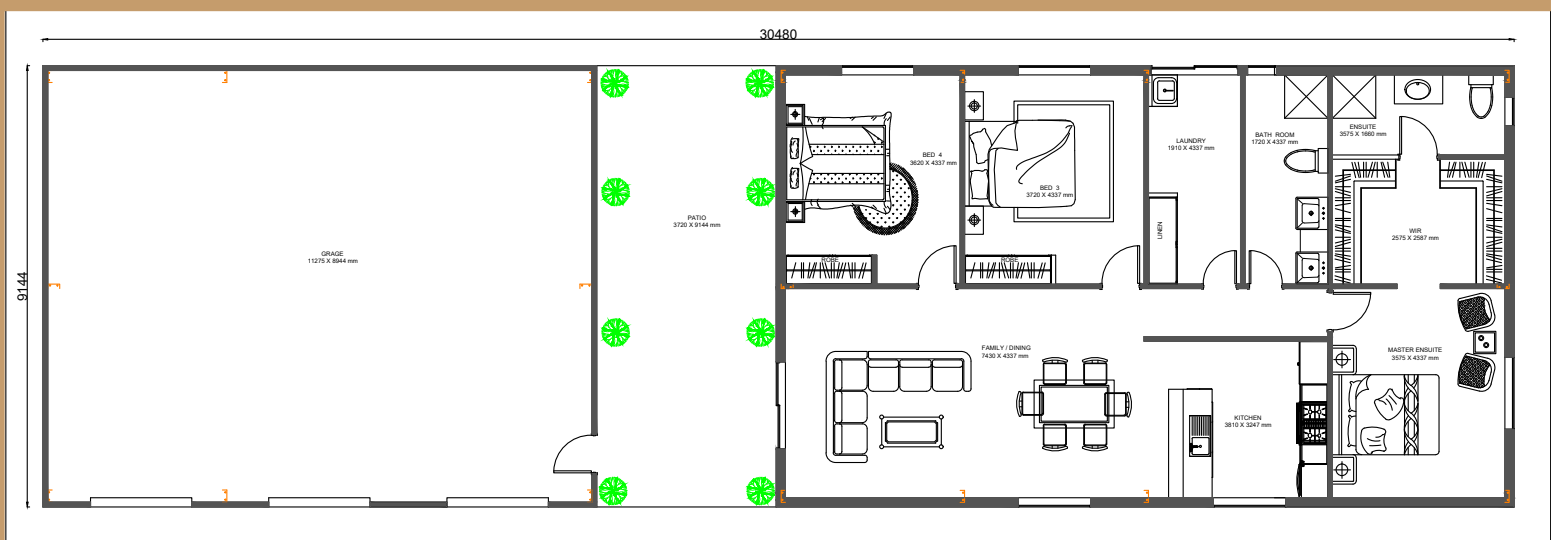 30480
9144
GRAGE
11275 X 8944 mm
PATIO
3720 X 9144 mm
BED 4
3620 X 4337 mm
ROBE
BED 3
3720 X 4337 mm
ROBE
LAUNDRY
1910 X 4337 mm
LINEN
BATH ROOM
1720 X 4337 mm
ENSUITE
3575 X 1660 mm
WIR
2575 X 2587 mm
FAMILY / DINING
7430 X 4337 mm
KITCHEN
3810 X 3247 mm
MASTER ENSUITE
3575 X 4337 mm